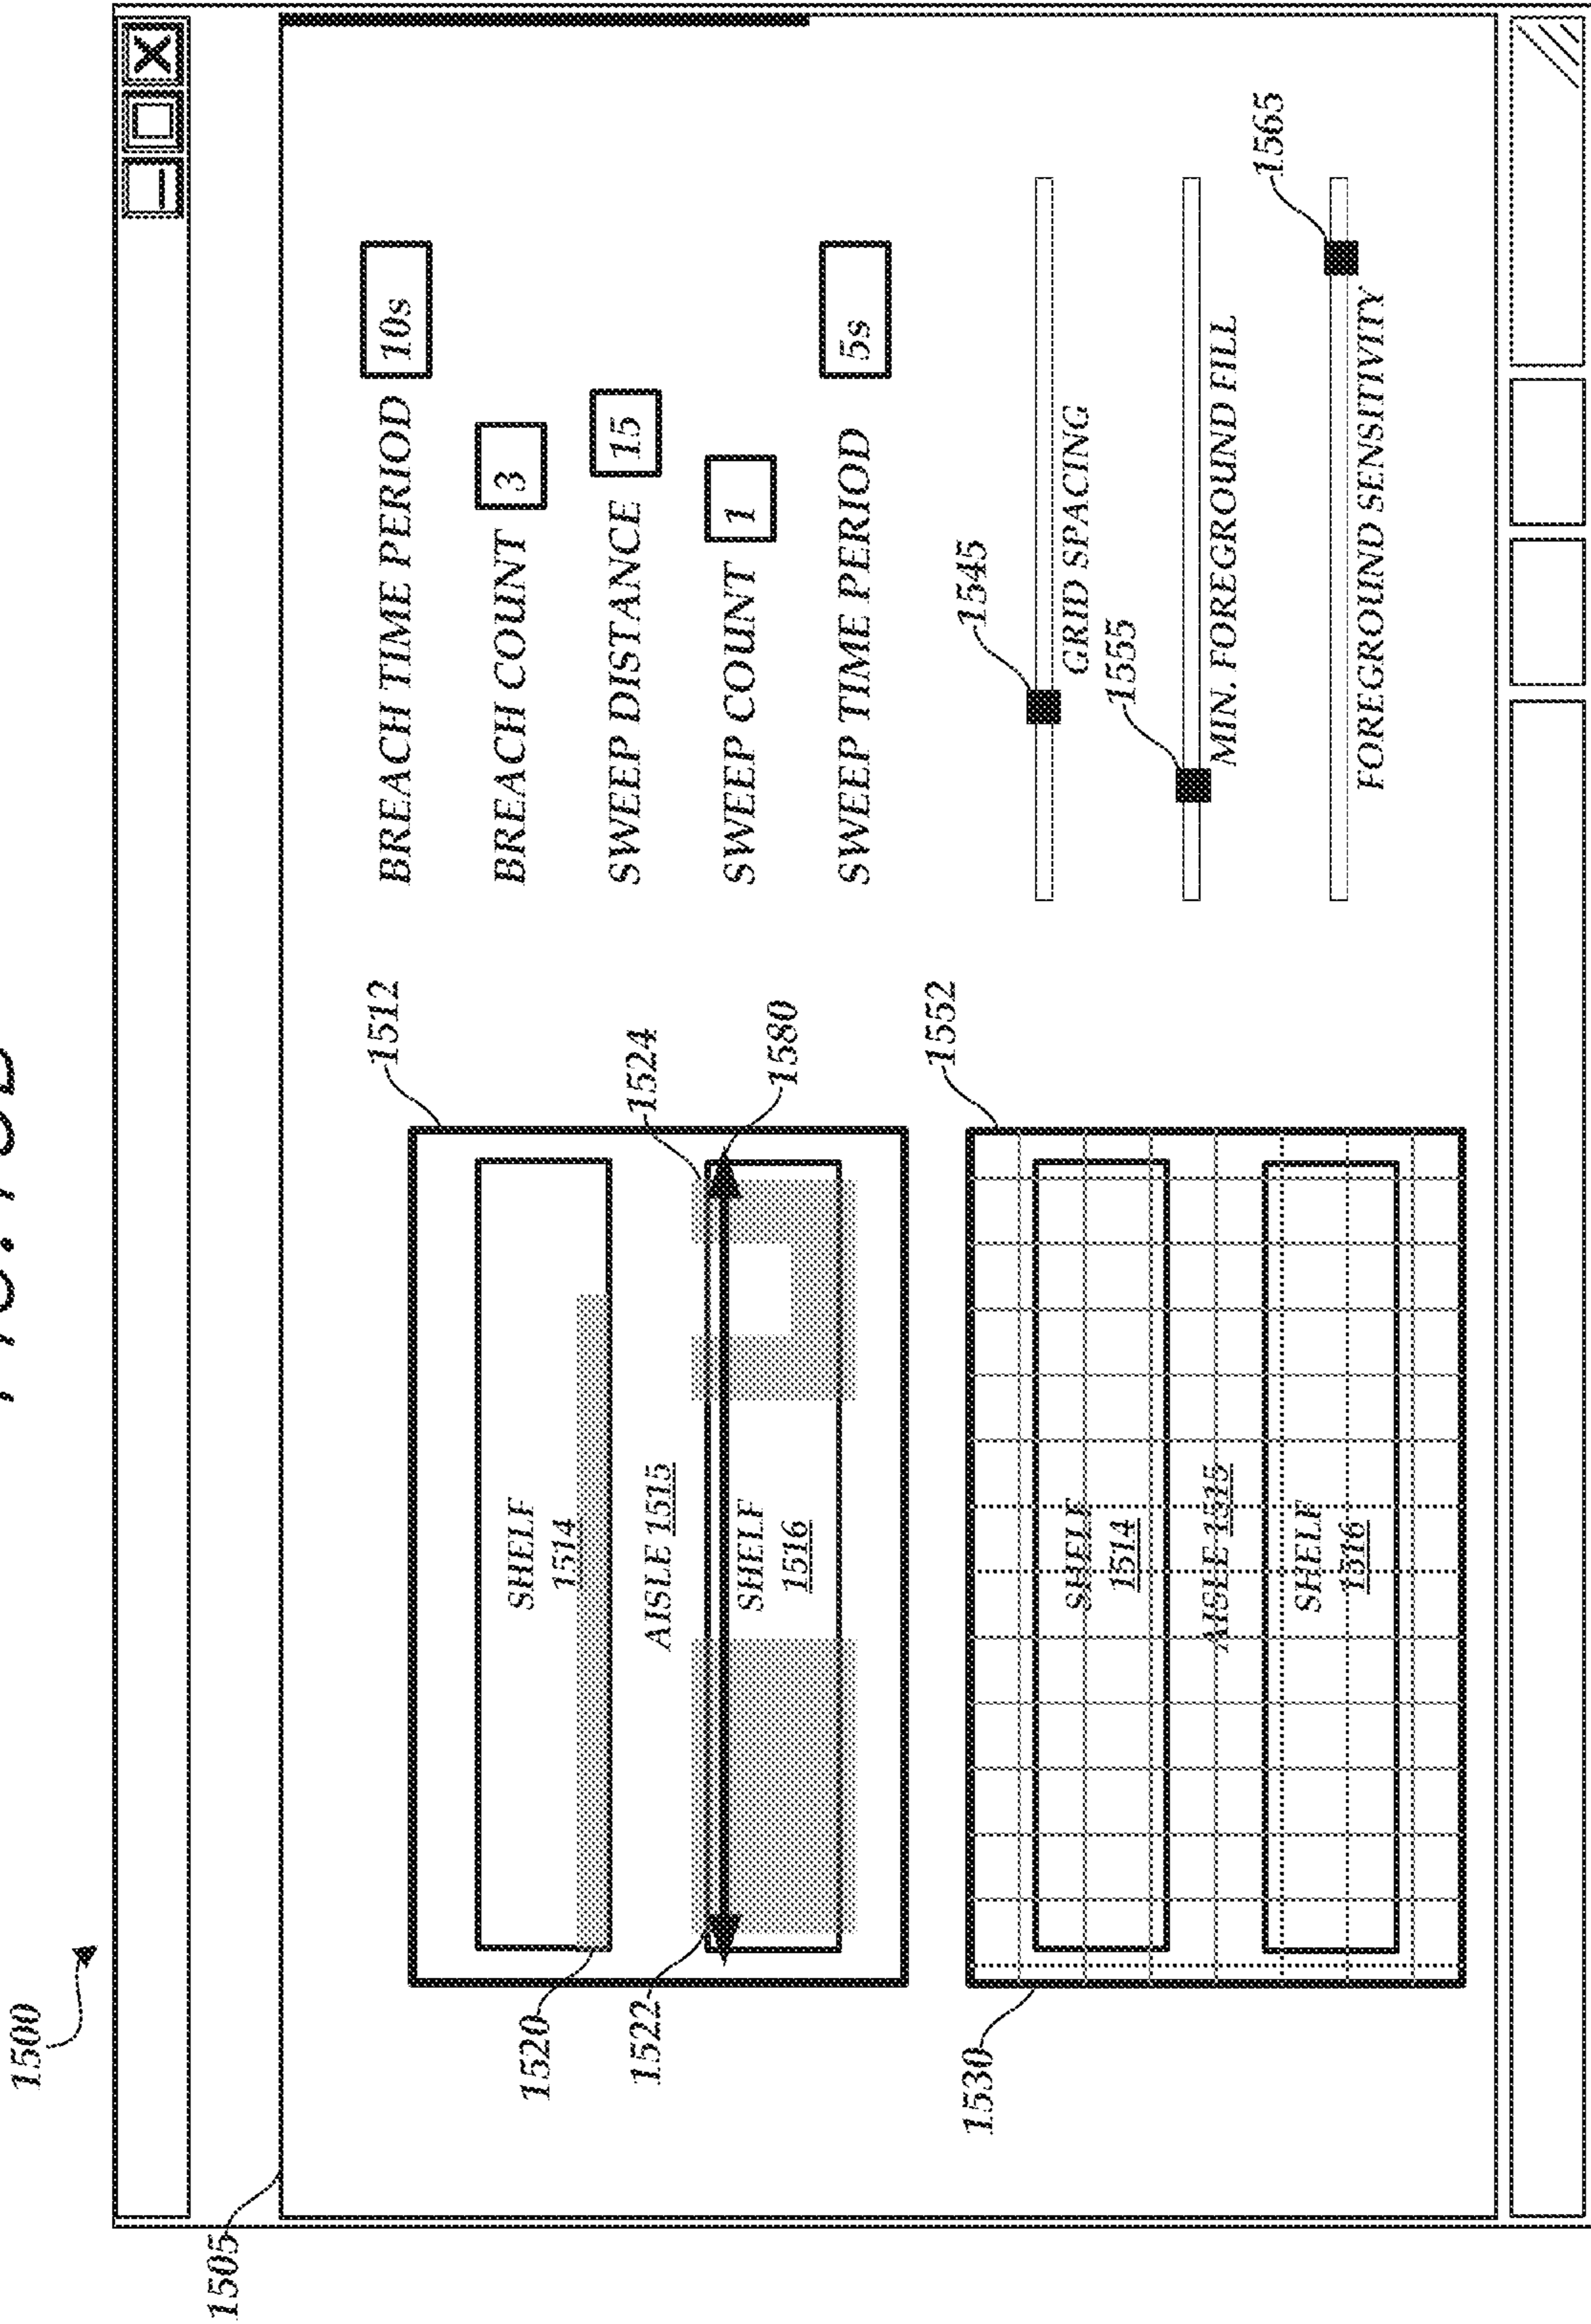 1500
1505
1512
SHELF
1514
1520
AISLE 1515
1522
1524
SHELF
1516
1580
1530
1552
SHELF
1514
AISLE 1515
SHELF
1516
BREACH TIME PERIOD 10s
BREACH COUNT 3
SWEEP DISTANCE 15
SWEEP COUNT 1
SWEEP TIME PERIOD 5s
1545
GRID SPACING
1555
MIN. FOREGROUND FILL
1565
FOREGROUND SENSITIVITY